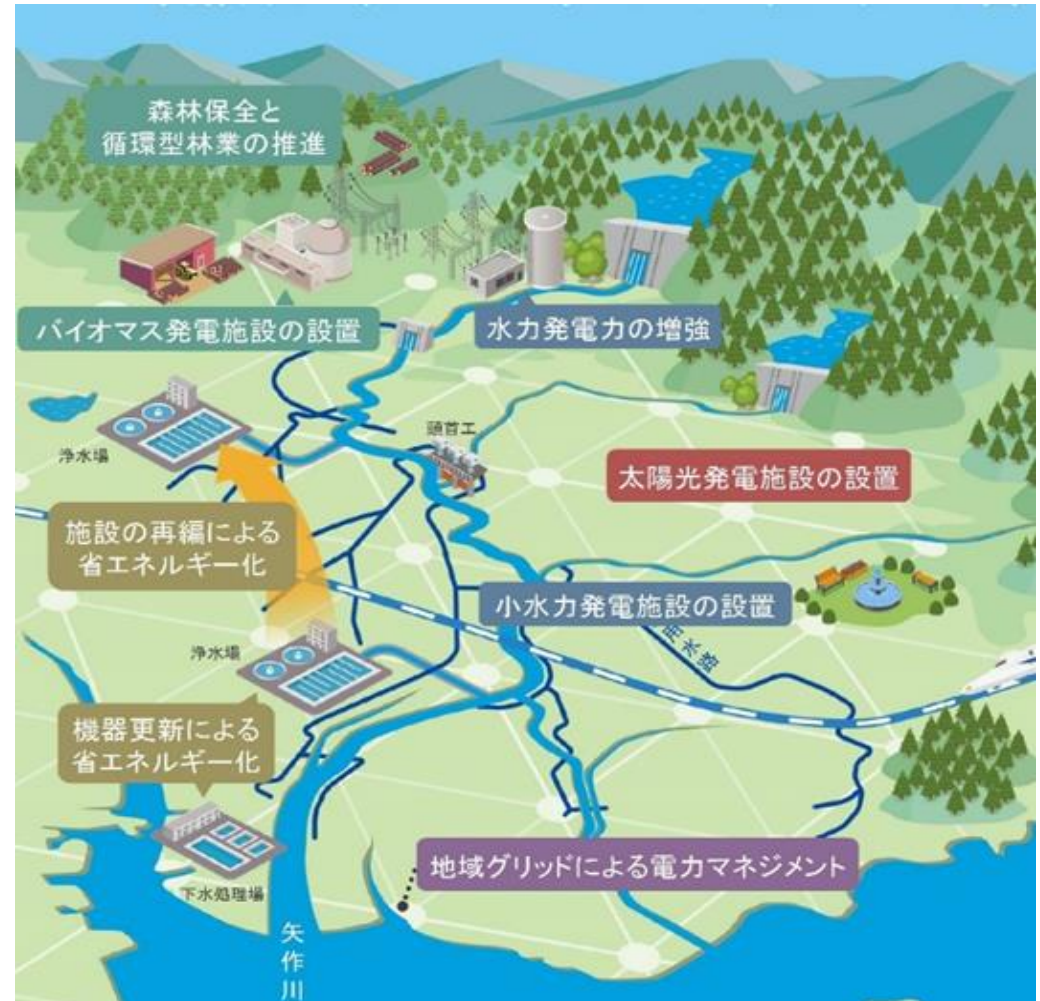 森林保全と
循環型林業の推進
バイオマス発電施設の設置
水力発電力の増強
頭首工
浄水場
太陽光発電施設の設置
施設の再編による
省エネルギー化
小水力発電施設の設置
用水路
浄水場
機器更新による
省エネルギー化
地域グリッドによる電力マネジメント
下水処理場
矢作川